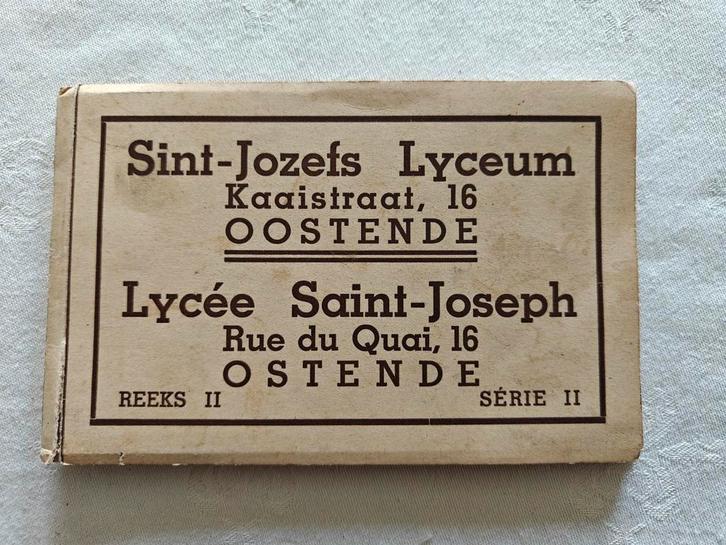 Sint-Jozefs Lyceum
Kaaistraat, 16
OOSTENDE
Lycée Saint-Joseph
Rue du Quai, 16
OSTENDE
REEKS II SÉRIE II